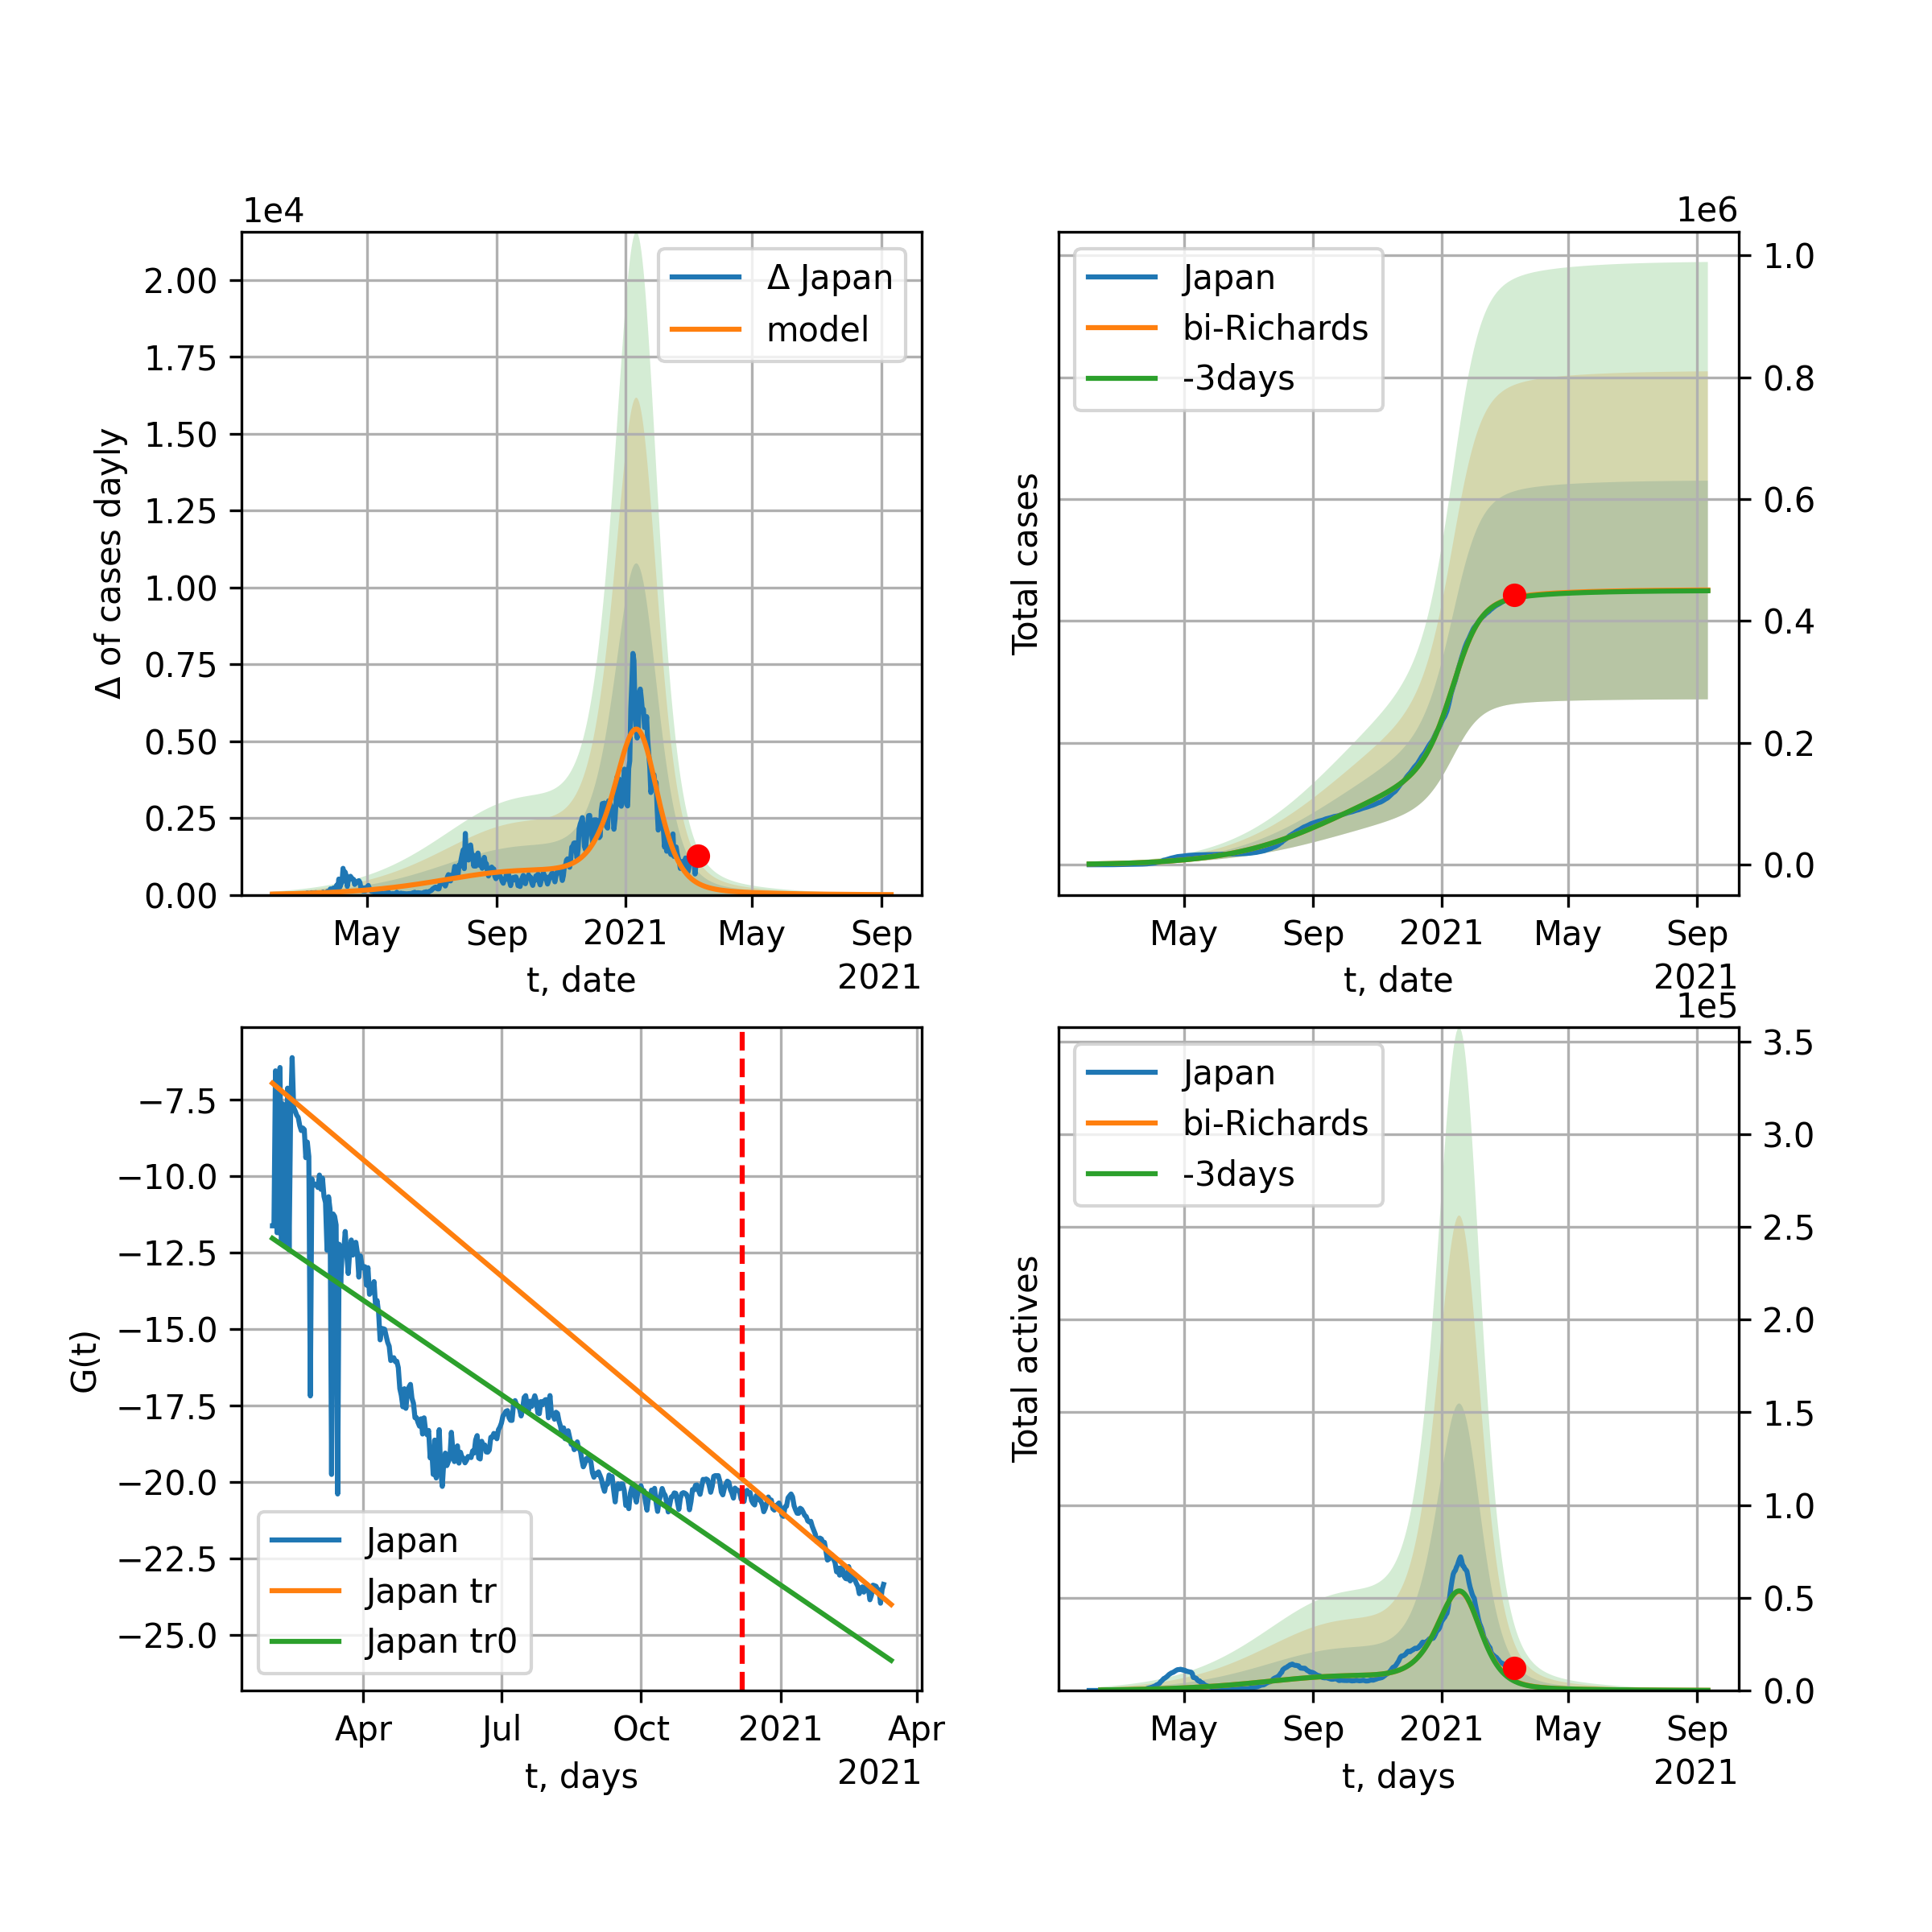 1e4
2.00
1.75
1.50
1.25
1.00
0.75
0.50
0.25
0.00
Δ of cases dayly
Δ Japan
model
May Sep 2021 May Sep
t, date 2021
1e6
1.0
0.8
0.6
0.4
0.2
0.0
Total cases
Japan
bi-Richards
-3days
May Sep 2021 May Sep
t, date 2021
−7.5
−10.0
−12.5
−15.0
−17.5
−20.0
−22.5
−25.0
G(t)
Japan
Japan tr
Japan tr0
Apr Jul Oct 2021 Apr
t, days 2021
1e5
3.5
3.0
2.5
2.0
1.5
1.0
0.5
0.0
Total actives
Japan
bi-Richards
-3days
May Sep 2021 May Sep
t, days 2021